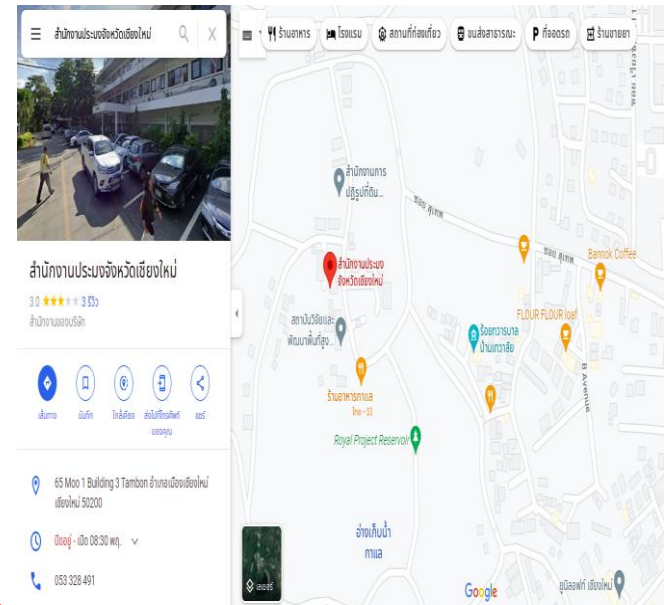 สำนักงานประมงจังหวัดเชียงใหม่
ร้านอาหาร
โรงแรม
สถานที่ท่องเที่ยว
ขนส่งสาธารณะ
P ที่จอดรถ
ร้านขายยา
สำนักงานประมงจังหวัดเชียงใหม่
3.0 3 รีวิว
สำนักงานของบริษัท
เส้นทาง
บันทึก
ใกล้เคียง
ส่งไปที่โทรศัพท์
ของคุณ
แชร์
65 Moo 1 Building 3 Tambon อำเภอเมืองเชียงใหม่
เชียงใหม่ 50200
ปิดอยู่ · เปิด 08:30 พฤ.
053 328 491
สำนักงานการ
ปฏิรูปที่ดิน...
ซอย สุเทพ
สำนักงานประมง
จังหวัดเชียงใหม่
ซอย สุเทพ
Bannok Coffee
สถาบันวิจัยและ
พัฒนาพื้นที่สูง...
FLOUR FLOUR loaf
ร้อยทวารบาล
บ้านเทวาลัย
B Avenue
ร้านอาหารกาแล
ไทย • $$
Royal Project Reservoir
อ่างเก็บน้ำ
กาแล
เลเยอร์
Google
ยูนิลอฟท์ เชียงใหม่